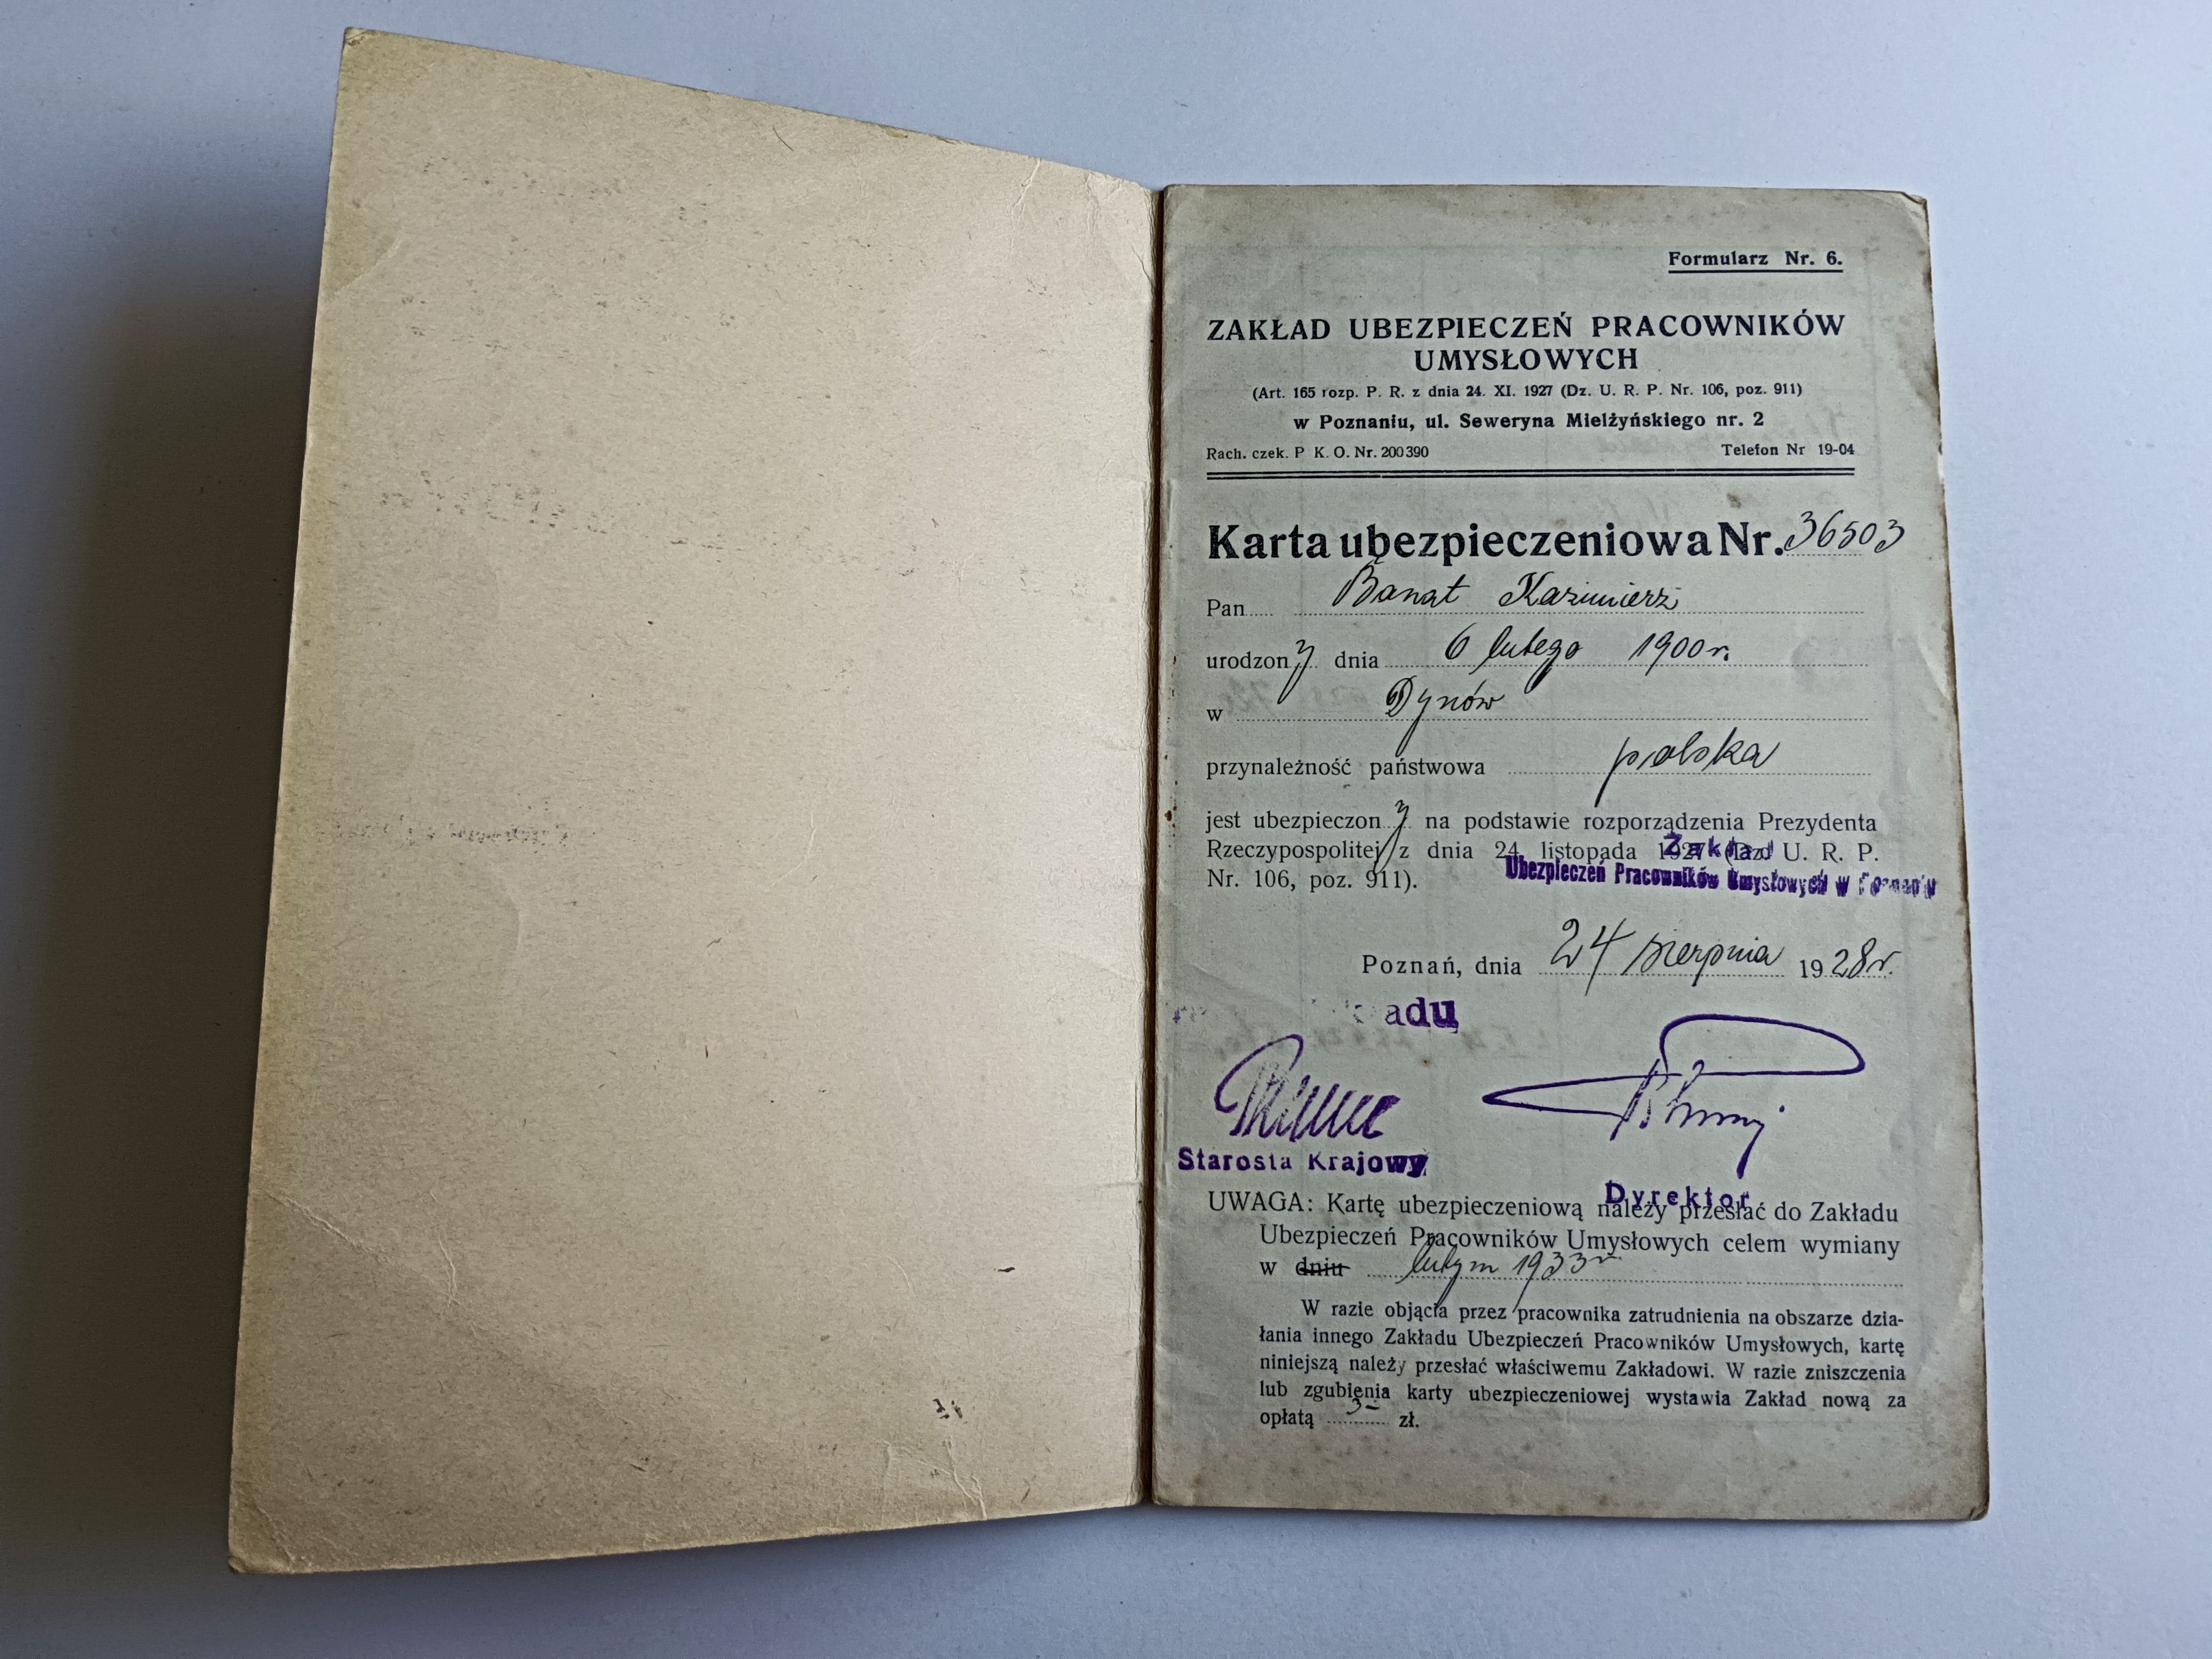 Formularz Nr. 6.
ZAKŁAD UBEZPIECZEŃ PRACOWNIKÓW
UMYSŁOWYCH
(Art. 165 rozp. P. R. z dnia 24. XI. 1927 (Dz. U. R. P. Nr. 106, poz. 911)
w Poznaniu, ul. Seweryna Mielżyńskiego nr. 2
Rach. czek. P K. O. Nr. 200390 Telefon Nr 19-04
Karta ubezpieczeniowa Nr. 36503
Pan Banat Kazimierz
urodzony dnia 6 lutego 1900 r.
w Dynów
przynależność państwowa polska
jest ubezpieczony na podstawie rozporządzenia Prezydenta
Rzeczypospolitej z dnia 24 listopada 1927 (Dz. U. R. P.
Nr. 106, poz. 911).
Zakład
Ubezpieczeń Pracowników Umysłowych w Poznaniu
Poznań, dnia 24 sierpnia 1928 r.
Starosta Krajowy
Dyrektor
UWAGA: Kartę ubezpieczeniową należy przesłać do Zakładu
Ubezpieczeń Pracowników Umysłowych celem wymiany
w dniu lutym 1933 r
W razie objęcia przez pracownika zatrudnienia na obszarze dzia-
łania innego Zakładu Ubezpieczeń Pracowników Umysłowych, kartę
niniejszą należy przesłać właściwemu Zakładowi. W razie zniszczenia
lub zgubienia karty ubezpieczeniowej wystawia Zakład nową za
opłatą 3- zł.